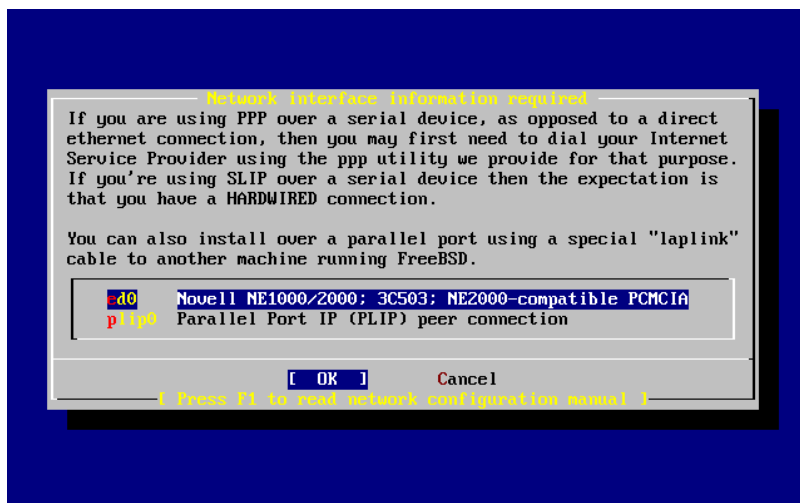 Network interface information required
If you are using PPP over a serial device, as opposed to a direct
ethernet connection, then you may first need to dial your Internet
Service Provider using the ppp utility we provide for that purpose.
If you're using SLIP over a serial device then the expectation is
that you have a HARDWIRED connection.
You can also install over a parallel port using a special "laplink"
cable to another machine running FreeBSD.
ed0 Novell NE1000/2000; 3C503; NE2000-compatible PCMCIA
plip0 Parallel Port IP (PLIP) peer connection
[ OK ] Cancel
[ Press F1 to read network configuration manual ]